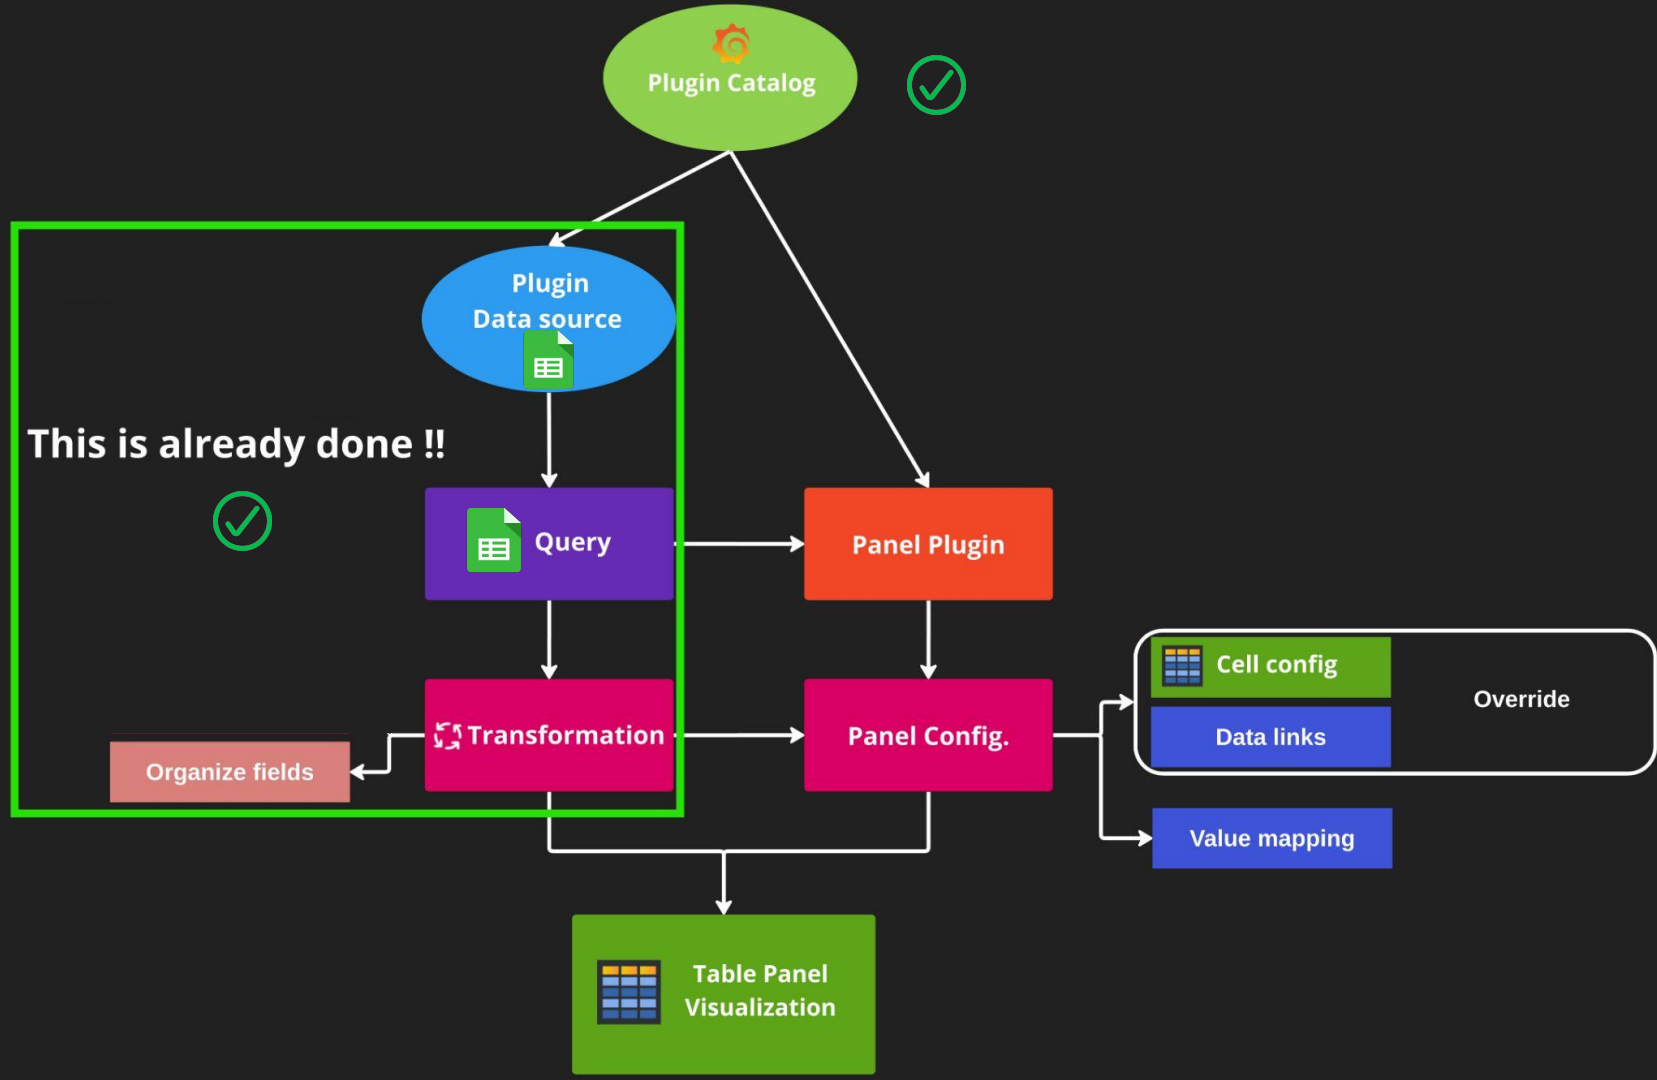 Plugin Catalog
Plugin
Data source
This is already done !!
Query
Panel Plugin
Transformation
Panel Config.
Organize fields
Cell config
Data links
Override
Value mapping
Table Panel
Visualization